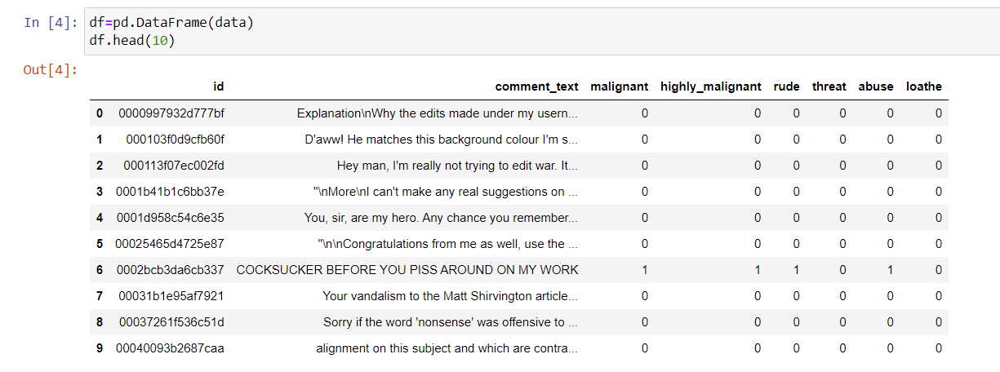 In [4]: df=pd.DataFrame(data)
df.head(10)
Out[4]:
id comment_text malignant highly_malignant rude threat abuse loathe
0 0000997932d777bf Explanation\nWhy the edits made under my usern... 0 0 0 0 0 0
1 000103f0d9cfb60f D'aww! He matches this background colour I'm s... 0 0 0 0 0 0
2 000113f07ec002fd Hey man, I'm really not trying to edit war. It... 0 0 0 0 0 0
3 0001b41b1c6bb37e "\nMore\nI can't make any real suggestions on ... 0 0 0 0 0 0
4 0001d958c54c6e35 You, sir, are my hero. Any chance you remember... 0 0 0 0 0 0
5 00025465d4725e87 "\n\nCongratulations from me as well, use the ... 0 0 0 0 0 0
6 0002bcb3da6cb337 COCKSUCKER BEFORE YOU PISS AROUND ON MY WORK 1 1 1 0 1 0
7 00031b1e95af7921 Your vandalism to the Matt Shirvington article... 0 0 0 0 0 0
8 00037261f536c51d Sorry if the word 'nonsense' was offensive to ... 0 0 0 0 0 0
9 00040093b2687caa alignment on this subject and which are contra... 0 0 0 0 0 0